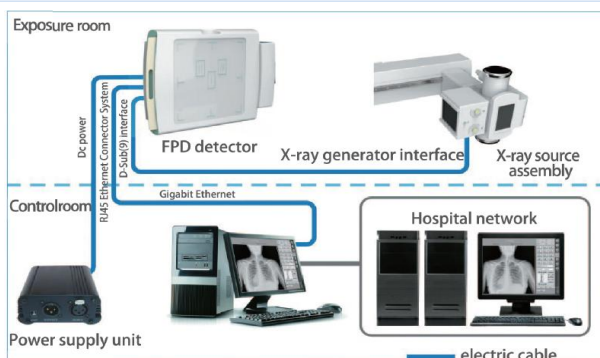 Exposure room
Dc power
RJ45 Ethernet Connector System
D-Sub(9) interface
FPD detector
X-ray generator interface
X-ray source
assembly
Controlroom
Gigabit Ethernet
Hospital network
Power supply unit
electric cable